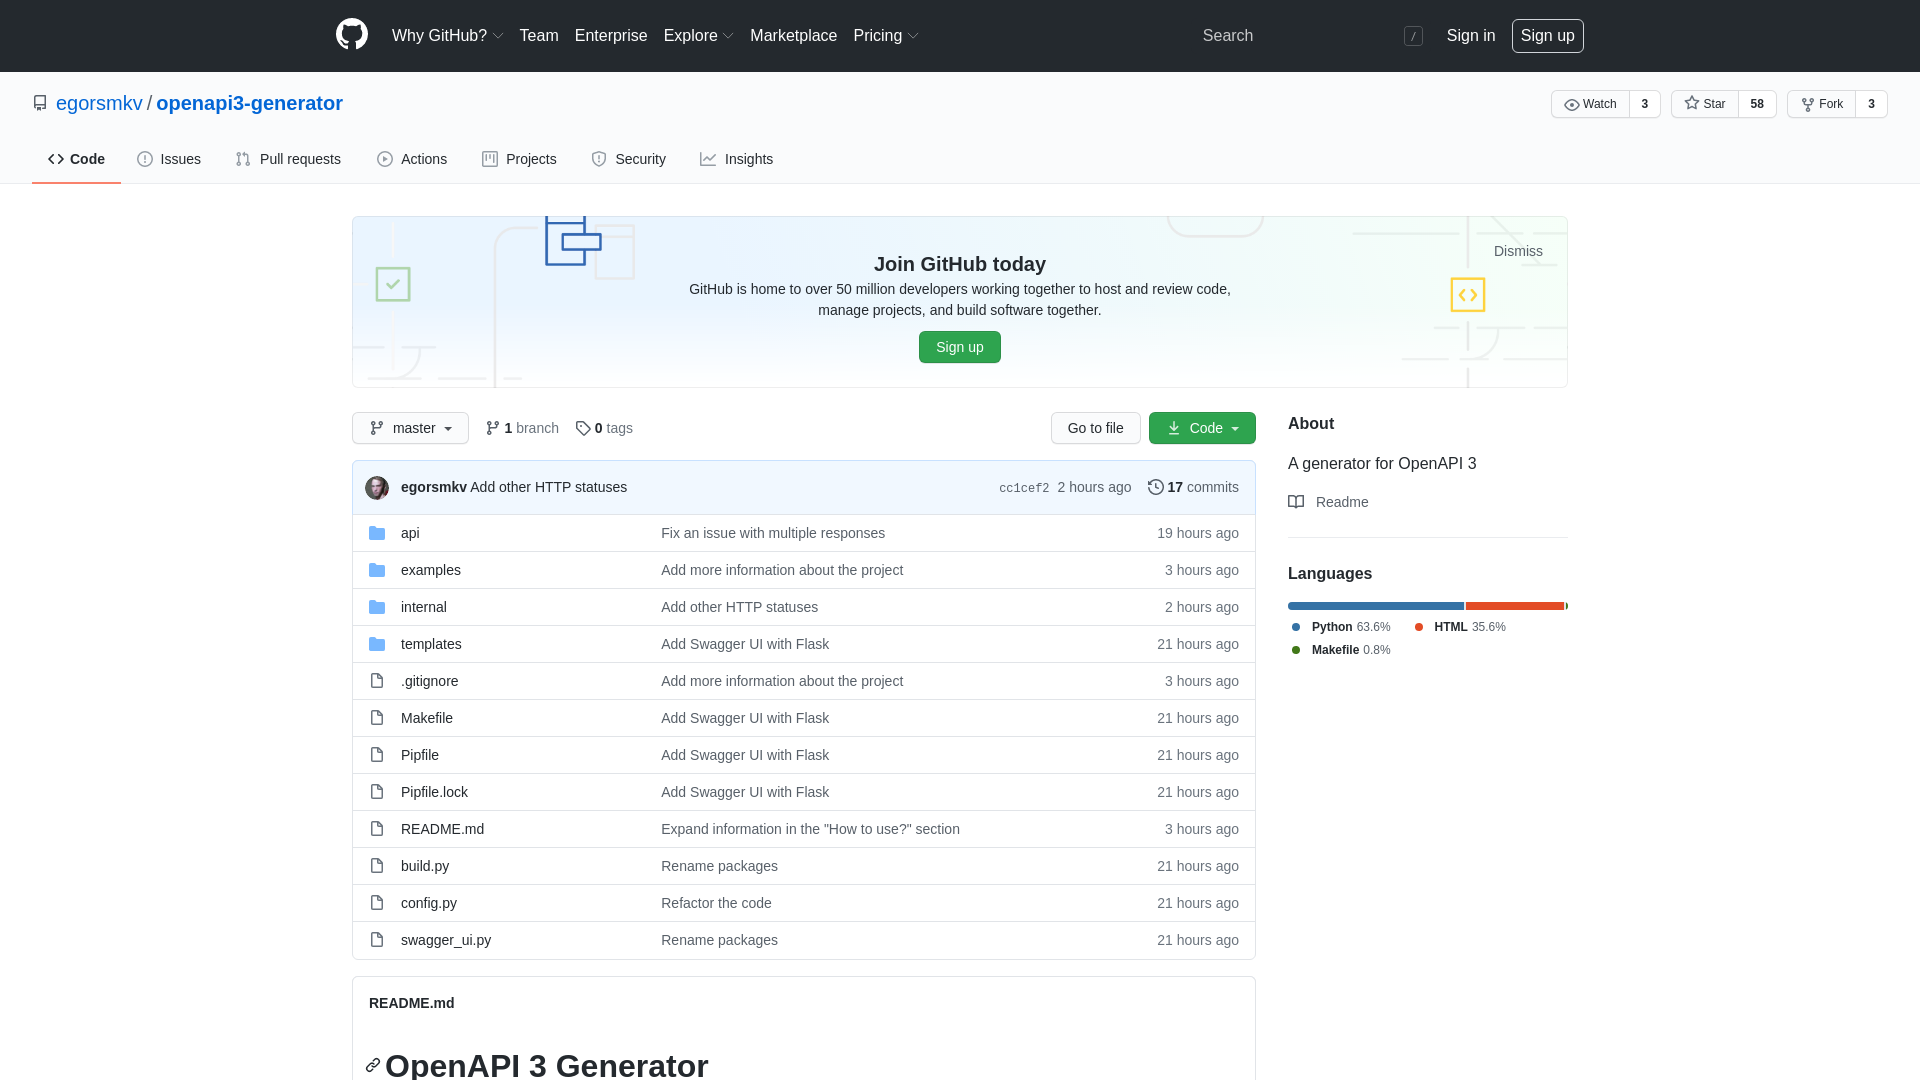 Why GitHub? Team Enterprise Explore Marketplace Pricing Search / Sign in Sign up
egorsmkv / openapi3-generator Watch 3 Star 58 Fork 3
Code Issues Pull requests Actions Projects Security Insights
Dismiss
Join GitHub today
GitHub is home to over 50 million developers working together to host and review code,
manage projects, and build software together.
Sign up
master 1 branch 0 tags Go to file Code
egorsmkv Add other HTTP statuses cc1cef2 2 hours ago 17 commits
api Fix an issue with multiple responses 19 hours ago
examples Add more information about the project 3 hours ago
internal Add other HTTP statuses 2 hours ago
templates Add Swagger UI with Flask 21 hours ago
.gitignore Add more information about the project 3 hours ago
Makefile Add Swagger UI with Flask 21 hours ago
Pipfile Add Swagger UI with Flask 21 hours ago
Pipfile.lock Add Swagger UI with Flask 21 hours ago
README.md Expand information in the "How to use?" section 3 hours ago
build.py Rename packages 21 hours ago
config.py Refactor the code 21 hours ago
swagger_ui.py Rename packages 21 hours ago
README.md
OpenAPI 3 Generator
About
A generator for OpenAPI 3
Readme
Languages
Python 63.6% HTML 35.6%
Makefile 0.8%